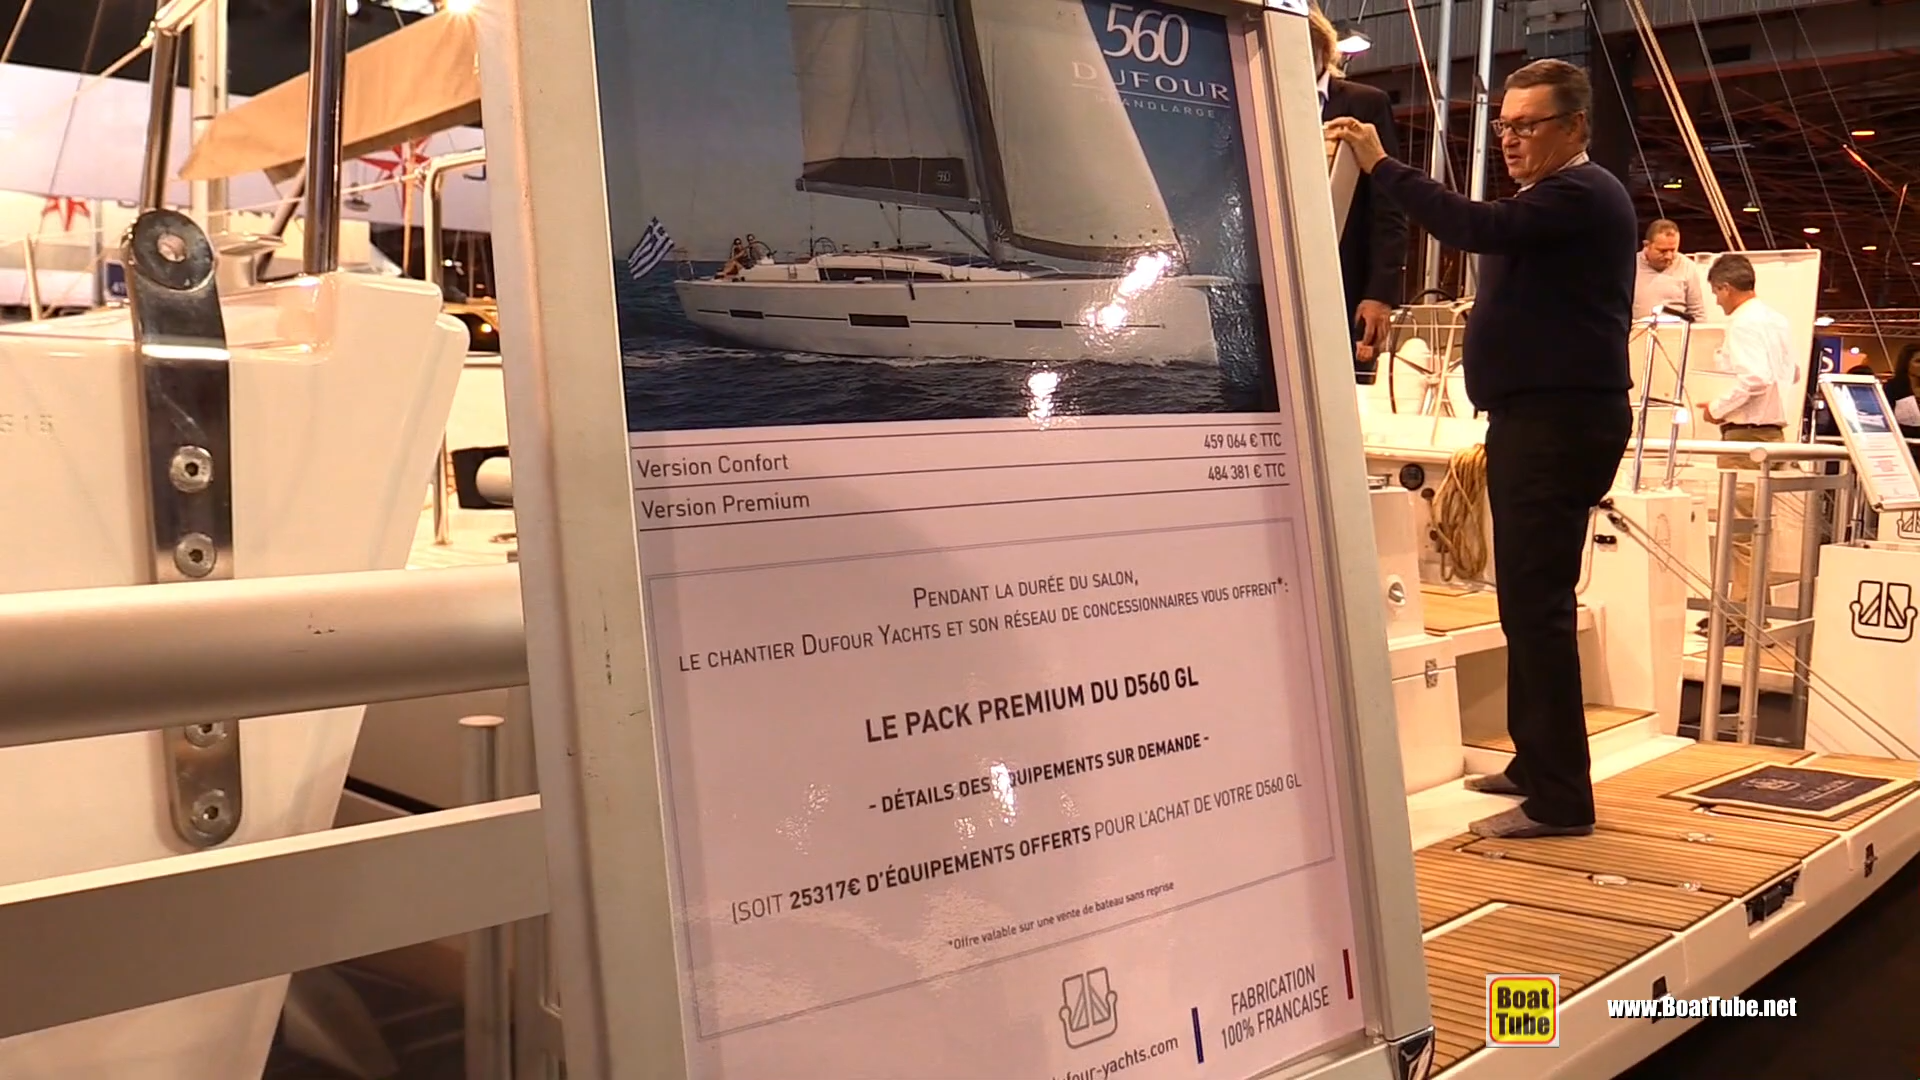 560
DUFOUR
GRANDLARGE
560
Version Confort 459 064 € TTC
Version Premium 484 381 € TTC
PENDANT LA DURÉE DU SALON,
LE CHANTIER DUFOUR YACHTS ET SON RÉSEAU DE CONCESSIONNAIRES VOUS OFFRENT*:
LE PACK PREMIUM DU D560 GL
- DÉTAILS DES ÉQUIPEMENTS SUR DEMANDE -
(SOIT 25317€ D'ÉQUIPEMENTS OFFERTS POUR L'ACHAT DE VOTRE D560 GL
*Offre valable sur une vente de bateau sans reprise
FABRICATION
100% FRANÇAISE
dufour-yachts.com
Boat
Tube
www.BoatTube.net